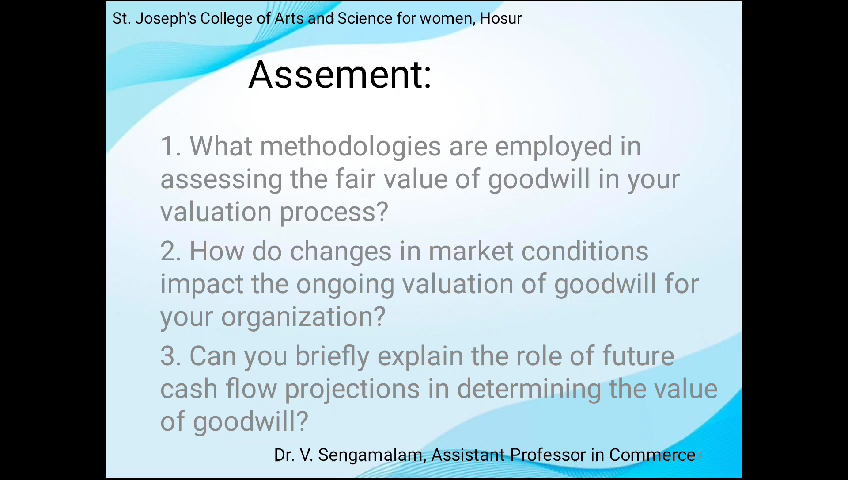 St. Joseph's College of Arts and Science for women, Hosur
Assement:
1. What methodologies are employed in
assessing the fair value of goodwill in your
valuation process?
2. How do changes in market conditions
impact the ongoing valuation of goodwill for
your organization?
3. Can you briefly explain the role of future
cash flow projections in determining the value
of goodwill?
Dr. V. Sengamalam, Assistant Professor in Commerce